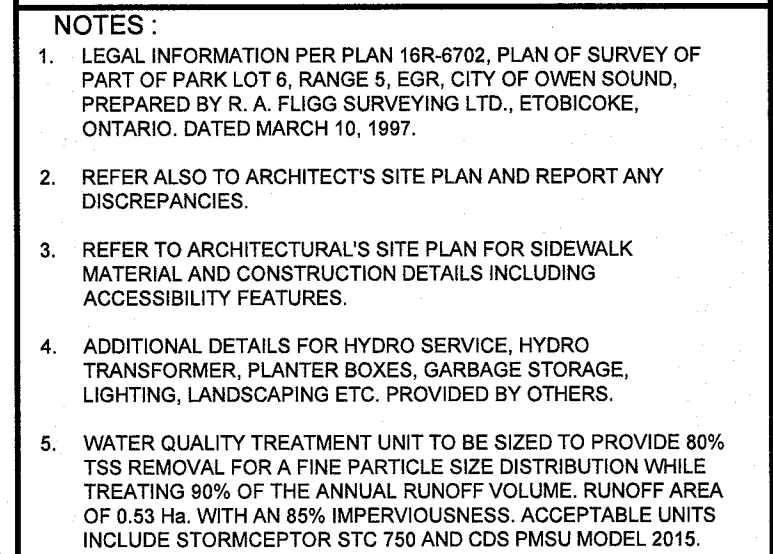 NOTES :
1. LEGAL INFORMATION PER PLAN 16R-6702, PLAN OF SURVEY OF
PART OF PARK LOT 6, RANGE 5, EGR, CITY OF OWEN SOUND,
PREPARED BY R. A. FLIGG SURVEYING LTD., ETOBICOKE,
ONTARIO. DATED MARCH 10, 1997.
2. REFER ALSO TO ARCHITECT'S SITE PLAN AND REPORT ANY
DISCREPANCIES.
3. REFER TO ARCHITECTURAL'S SITE PLAN FOR SIDEWALK
MATERIAL AND CONSTRUCTION DETAILS INCLUDING
ACCESSIBILITY FEATURES.
4. ADDITIONAL DETAILS FOR HYDRO SERVICE, HYDRO
TRANSFORMER, PLANTER BOXES, GARBAGE STORAGE,
LIGHTING, LANDSCAPING ETC. PROVIDED BY OTHERS.
5. WATER QUALITY TREATMENT UNIT TO BE SIZED TO PROVIDE 80%
TSS REMOVAL FOR A FINE PARTICLE SIZE DISTRIBUTION WHILE
TREATING 90% OF THE ANNUAL RUNOFF VOLUME. RUNOFF AREA
OF 0.53 Ha. WITH AN 85% IMPERVIOUSNESS. ACCEPTABLE UNITS
INCLUDE STORMCEPTOR STC 750 AND CDS PMSU MODEL 2015.